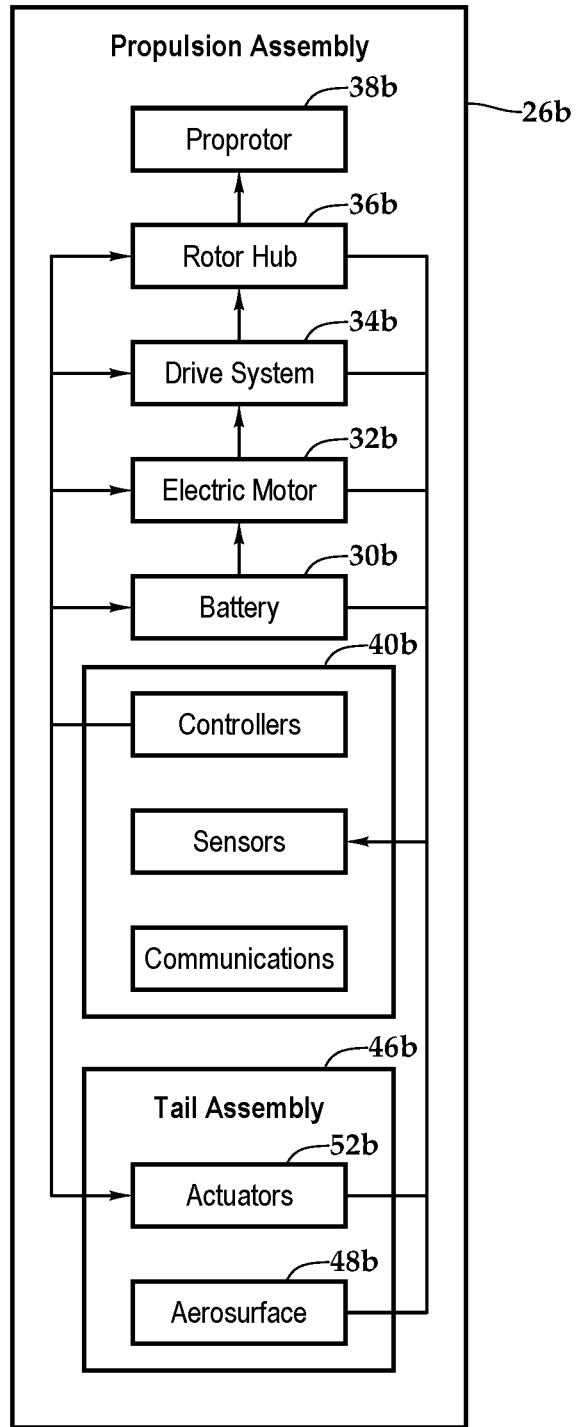 Propulsion Assembly
26b
38b
Proprotor
36b
Rotor Hub
34b
Drive System
32b
Electric Motor
30b
Battery
40b
Controllers
Sensors
Communications
46b
Tail Assembly
52b
Actuators
48b
Aerosurface